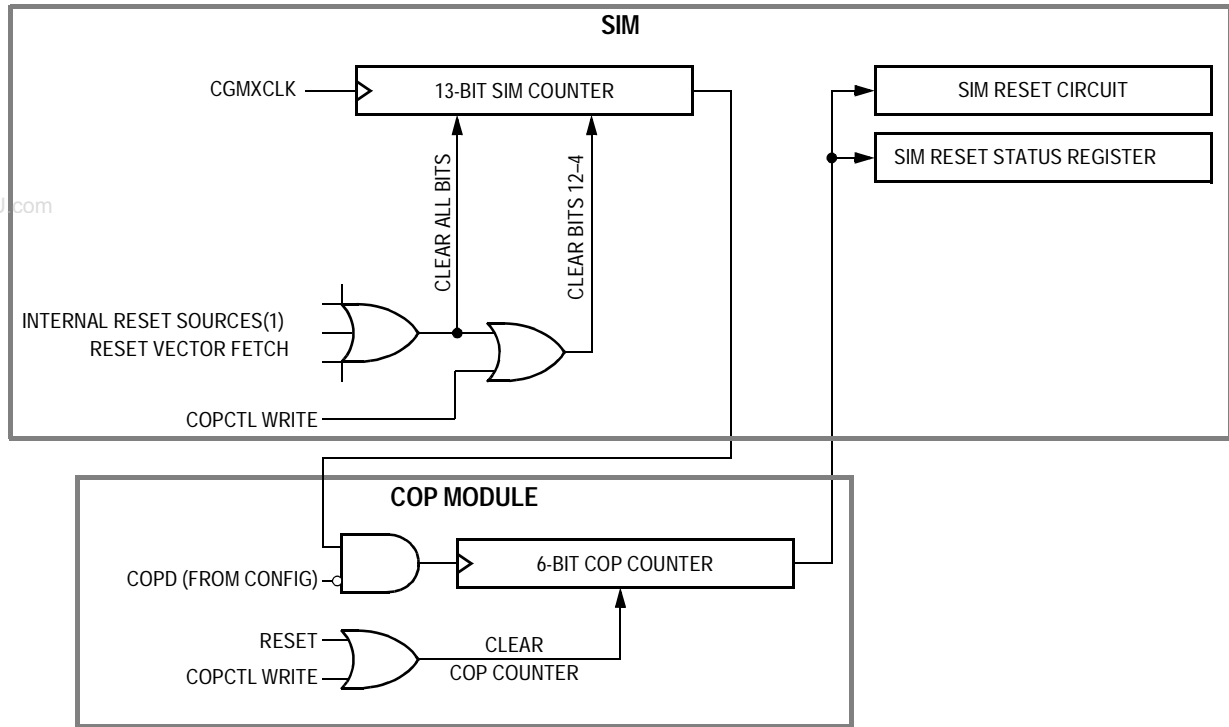 SIM
CGMXCLK
13-BIT SIM COUNTER
SIM RESET CIRCUIT
SIM RESET STATUS REGISTER
CLEAR ALL BITS
CLEAR BITS 12–4
.com
INTERNAL RESET SOURCES(1)
RESET VECTOR FETCH
COPCTL WRITE
COP MODULE
6-BIT COP COUNTER
COPD (FROM CONFIG)
RESET
CLEAR
COP COUNTER
COPCTL WRITE